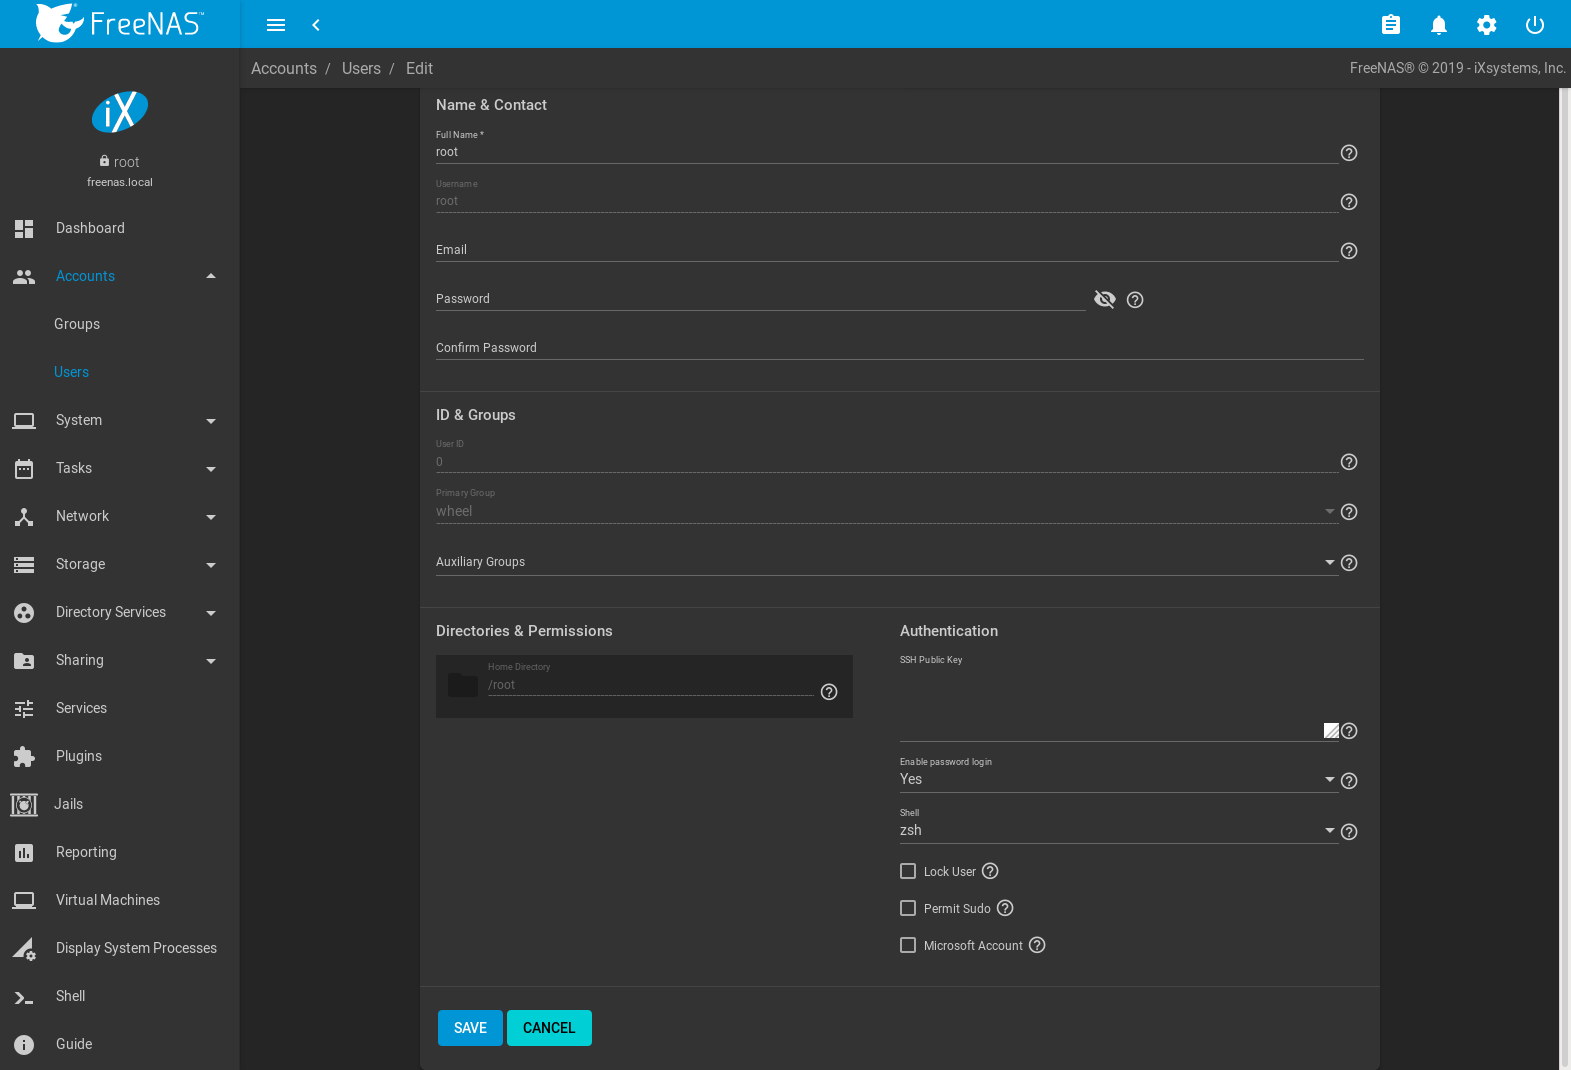 FreeNAS™
Accounts / Users / Edit
FreeNAS® © 2019 - iXsystems, Inc.
iX
root
freenas.local
Dashboard
Accounts
Groups
Users
System
Tasks
Network
Storage
Directory Services
Sharing
Services
Plugins
Jails
Reporting
Virtual Machines
Display System Processes
Shell
Guide
Name & Contact
Full Name *
root
Username
root
Email
Password
Confirm Password
ID & Groups
User ID
0
Primary Group
wheel
Auxiliary Groups
Directories & Permissions
Home Directory
/root
Authentication
SSH Public Key
Enable password login
Yes
Shell
zsh
Lock User
Permit Sudo
Microsoft Account
SAVE
CANCEL